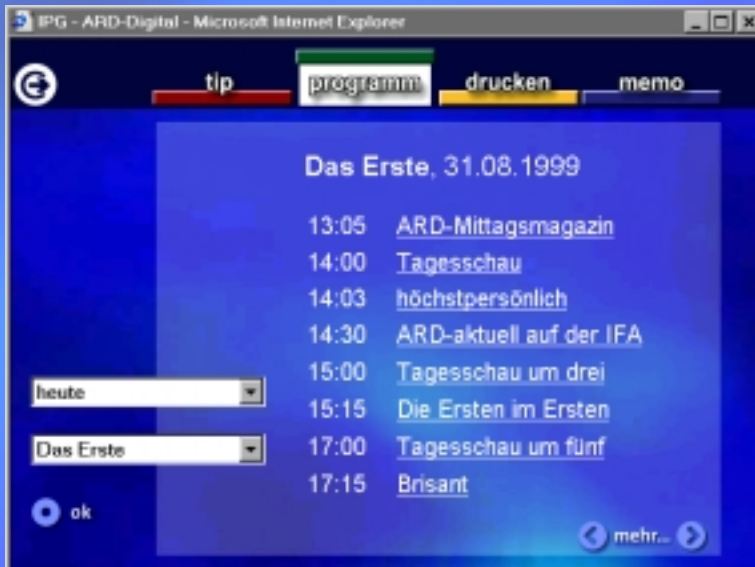 IPG - ARD-Digital - Microsoft Internet Explorer
tip programm drucken memo
Das Erste, 31.08.1999
13:05 ARD-Mittagsmagazin
14:00 Tagesschau
14:03 höchstpersönlich
14:30 ARD-aktuell auf der IFA
15:00 Tagesschau um drei
heute
15:15 Die Ersten im Ersten
Das Erste
17:00 Tagesschau um fünf
17:15 Brisant
ok
mehr...